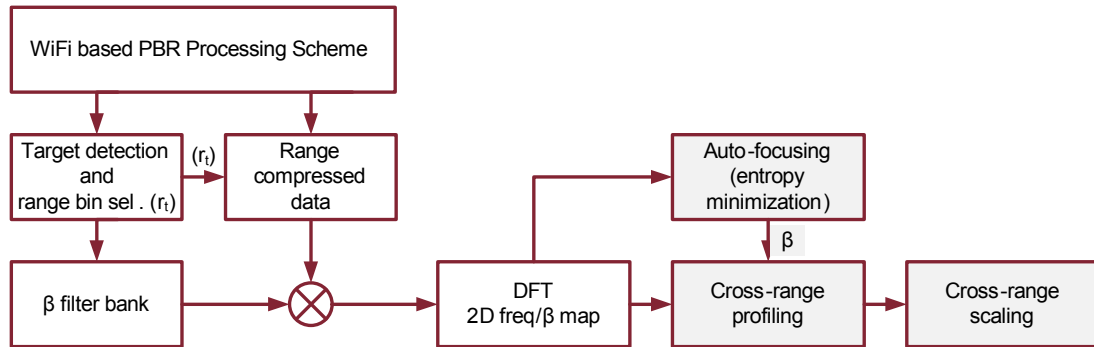 WiFi based PBR Processing Scheme
Target detection
and
range bin sel . (rₜ)
(rₜ)
Range
compressed
data
Auto-focusing
(entropy
minimization)
β
β filter bank
DFT
2D freq/β map
Cross-range
profiling
Cross-range
scaling